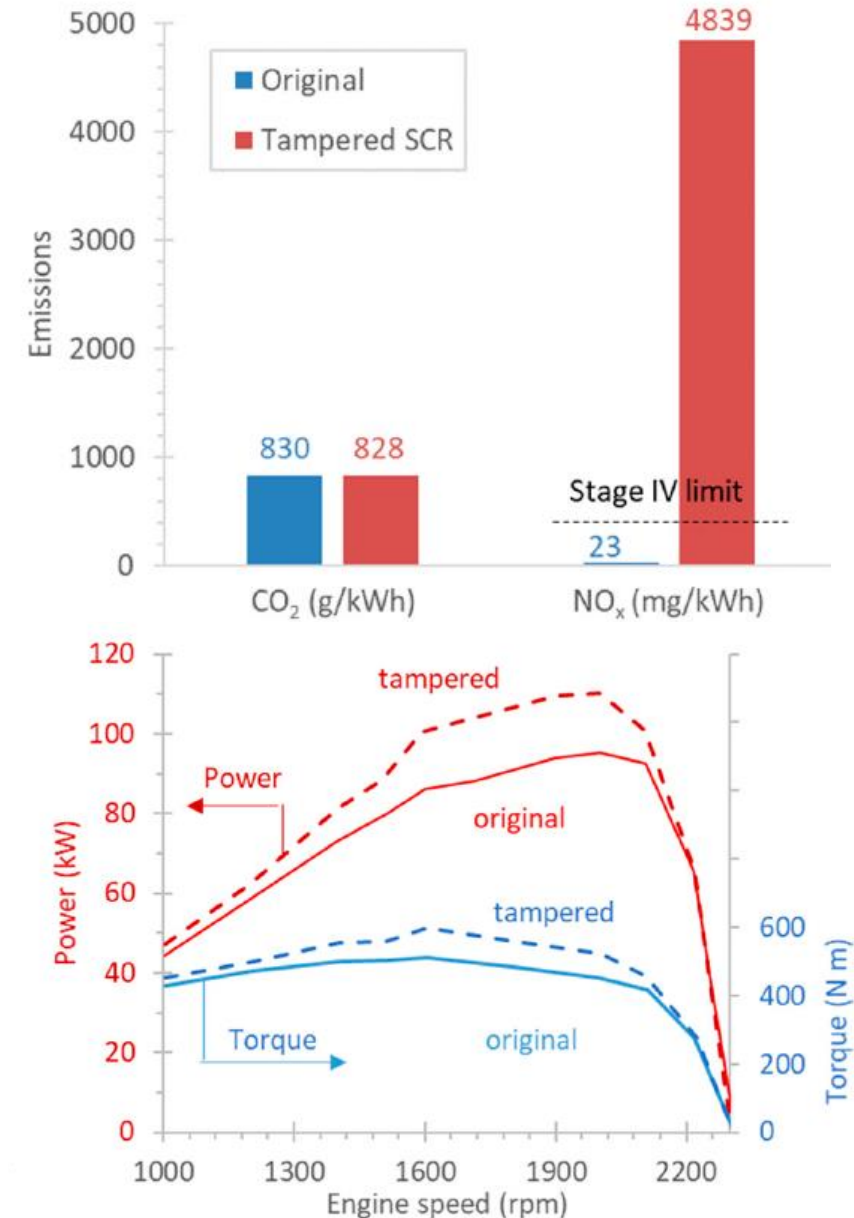 5000
4000
3000
2000
1000
0
Emissions
Original
Tampered SCR
830
828
4839
Stage IV limit
23
CO₂ (g/kWh)
NOₓ (mg/kWh)
120
100
80
60
40
20
0
Power (kW)
tampered
Power
original
tampered
Torque
original
600
400
200
0
Torque (N m)
1000
1300
1600
1900
2200
Engine speed (rpm)